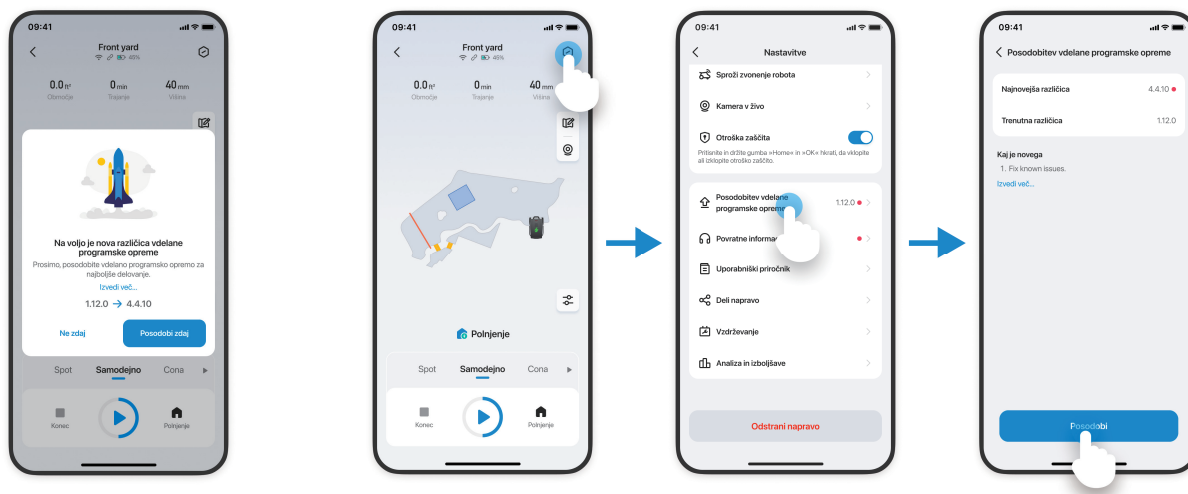 09:41
Front yard
45%
0.0 ft²
0 min
40 mm
Območje
Trajanje
Višina
Na voljo je nova različica vdelane
programske opreme
Prosimo, posodobite vdelano programsko opremo za
najboljše delovanje.
Izvedi več...
1.12.0 → 4.4.10
Ne zdaj
Posodobi zdaj
Spot
Samodejno
Cona
Konec
Polnjenje
09:41
Front yard
45%
0.0 ft²
0 min
40 mm
Območje
Trajanje
Višina
Polnjenje
Spot
Samodejno
Cona
Konec
Polnjenje
09:41
Nastavitve
Sproži zvonenje robota
Kamera v živo
Otroška zaščita
Pritisnite in držite gumba »Home« in »OK« hkrati, da vklopite
ali izklopite otroško zaščito.
Posodobitev vdelane
programske opreme
1.12.0
Povratne informac
Uporabniški priročnik
Deli napravo
Vzdrževanje
Analiza in izboljšave
Odstrani napravo
09:41
Posodobitev vdelane programske opreme
Najnovejša različica
4.4.10
Trenutna različica
1.12.0
Kaj je novega
1. Fix known issues.
Izvedi več...
Posodobi